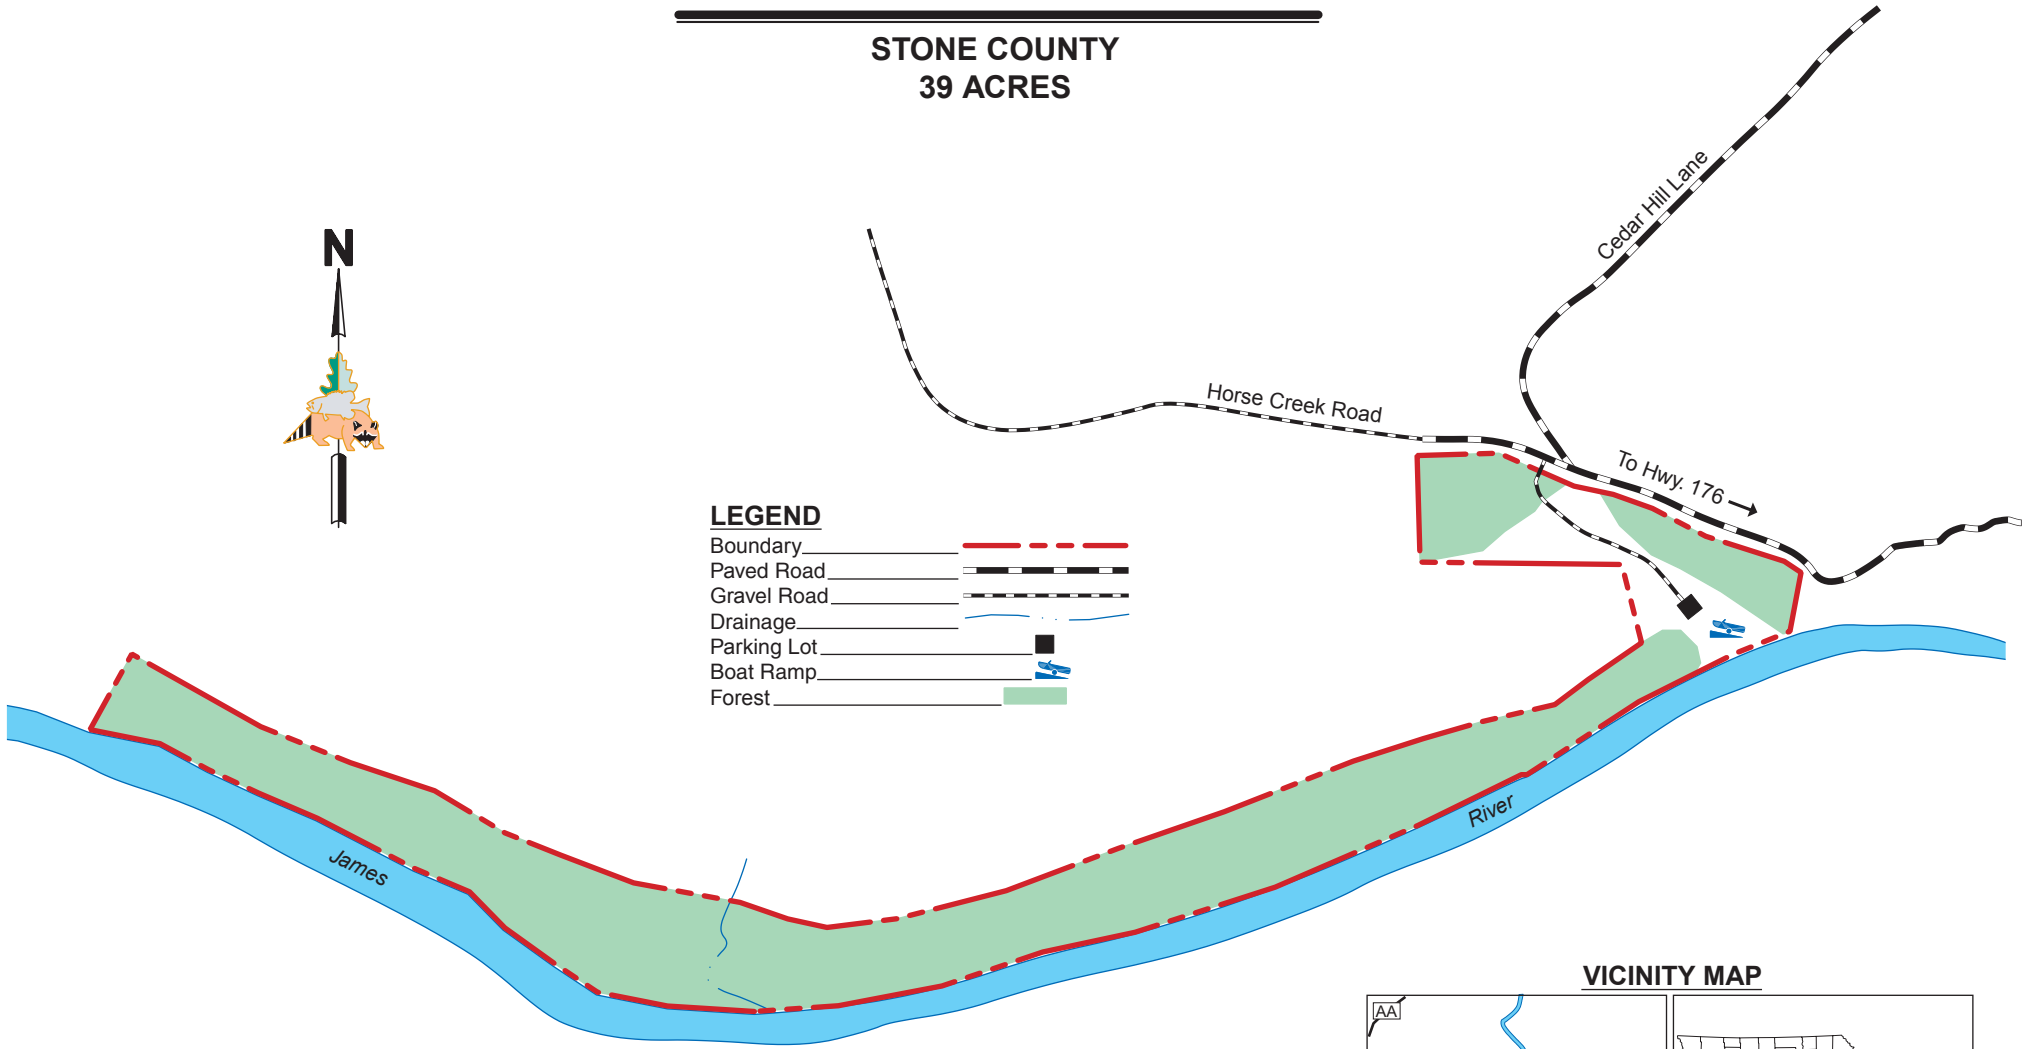 STONE COUNTY
39 ACRES
Cedar Hill Lane
N
Horse Creek Road
To Hwy. 176
LEGEND
Boundary
Paved Road
Gravel Road
Drainage
Parking Lot
Boat Ramp
Forest
James
River
VICINITY MAP
AA